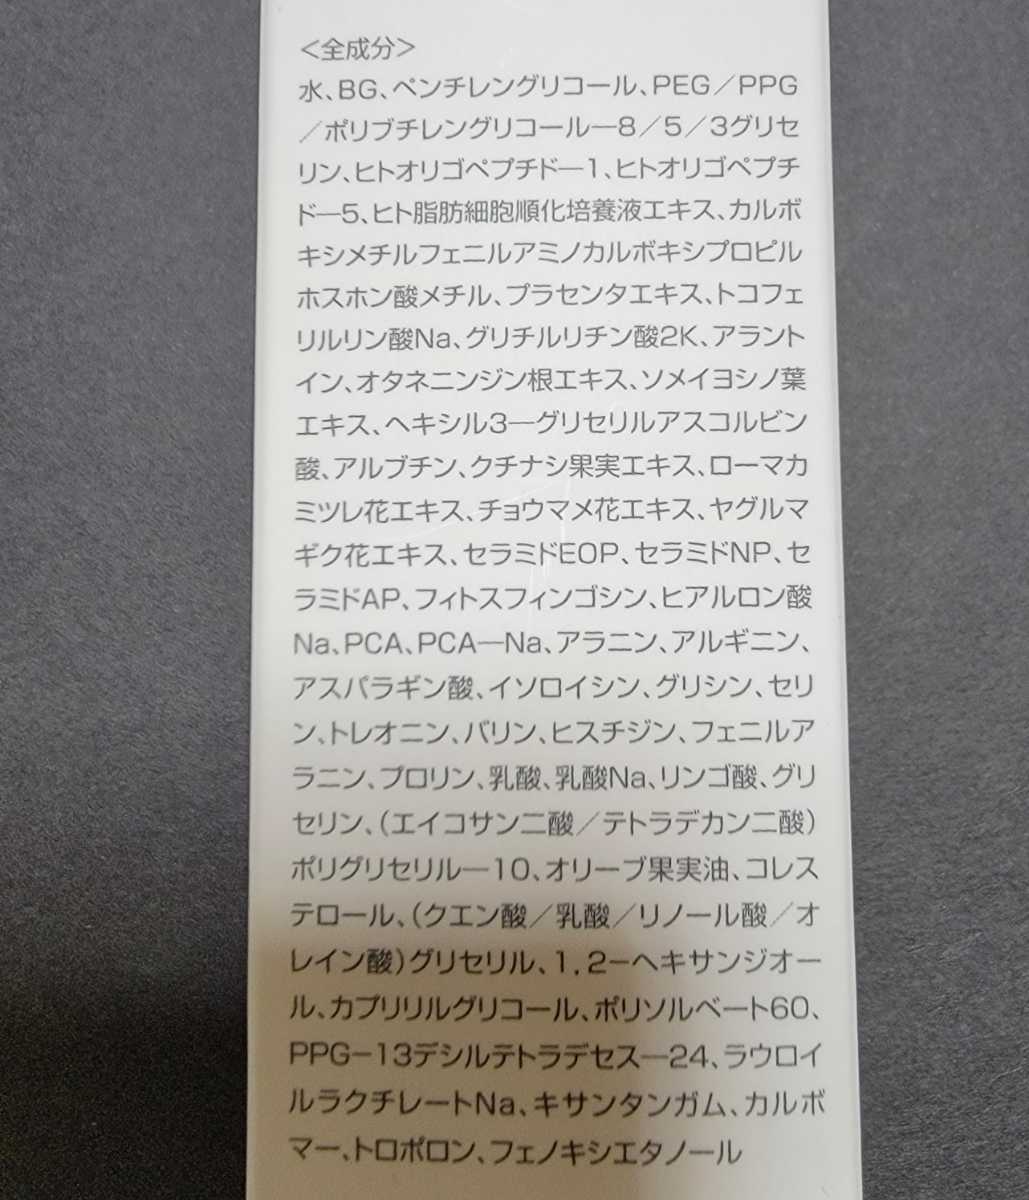 ＜全成分＞
水、BG、ペンチレングリコール、PEG／PPG
／ポリブチレングリコール―8／5／3グリセ
リン、ヒトオリゴペプチド―1、ヒトオリゴペプチ
ド―5、ヒト脂肪細胞順化培養液エキス、カルボ
キシメチルフェニルアミノカルボキシプロピル
ホスホン酸メチル、プラセンタエキス、トコフェ
リルリン酸Na、グリチルリチン酸2K、アラント
イン、オタネニンジン根エキス、ソメイヨシノ葉
エキス、ヘキシル3―グリセリルアスコルビン
酸、アルブチン、クチナシ果実エキス、ローマカ
ミツレ花エキス、チョウマメ花エキス、ヤグルマ
ギク花エキス、セラミドEOP、セラミドNP、セ
ラミドAP、フィトスフィンゴシン、ヒアルロン酸
Na、PCA、PCA―Na、アラニン、アルギニン、
アスパラギン酸、イソロイシン、グリシン、セリ
ン、トレオニン、バリン、ヒスチジン、フェニルア
ラニン、プロリン、乳酸、乳酸Na、リンゴ酸、グリ
セリン、（エイコサン二酸／テトラデカン二酸）
ポリグリセリル―10、オリーブ果実油、コレス
テロール、（クエン酸／乳酸／リノール酸／オ
レイン酸）グリセリル、1,2−ヘキサンジオー
ル、カプリリルグリコール、ポリソルベート60、
PPG−13デシルテトラデセス―24、ラウロイ
ルラクチレートNa、キサンタンガム、カルボ
マー、トロポロン、フェノキシエタノール